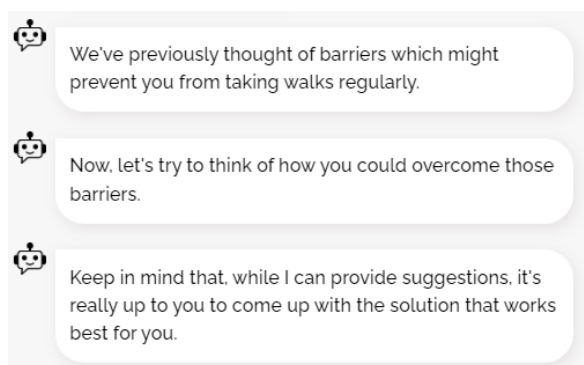 We've previously thought of barriers which might
prevent you from taking walks regularly.
Now, let's try to think of how you could overcome those
barriers.
Keep in mind that, while I can provide suggestions, it's
really up to you to come up with the solution that works
best for you.